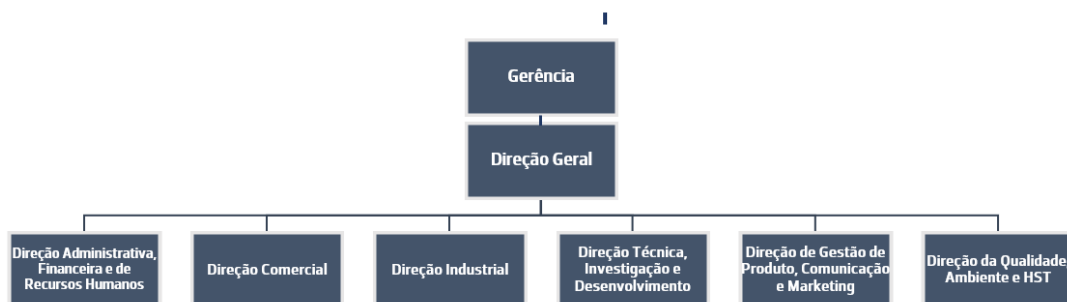 Gerência
Direção Geral
Direção Administrativa,
Financeira e de
Recursos Humanos
Direção Comercial
Direção Industrial
Direção Técnica,
Investigação e
Desenvolvimento
Direção de Gestão de
Produto, Comunicação
e Marketing
Direção da Qualidade,
Ambiente e HST